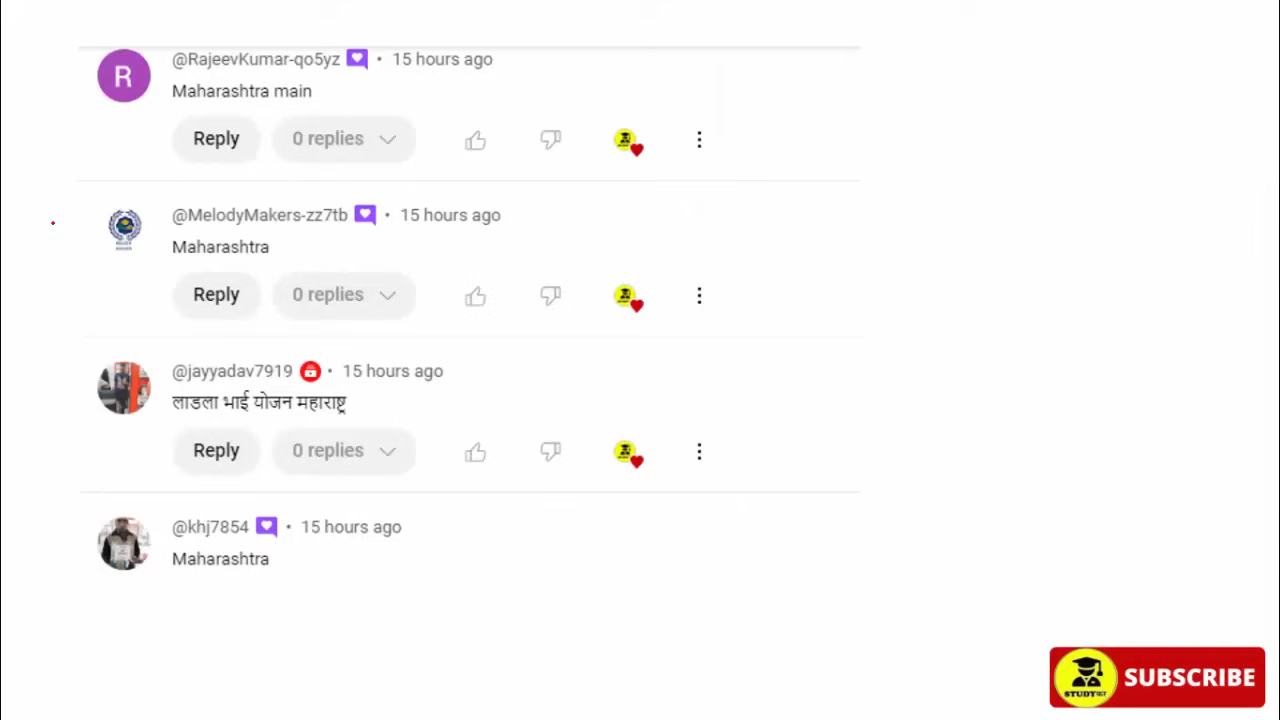 @RajeevKumar-qo5yz • 15 hours ago
R
Maharashtra main
Reply 0 replies
@MelodyMakers-zz7tb • 15 hours ago
Maharashtra
Reply 0 replies
@jayyadav7919 • 15 hours ago
लाडला भाई योजन महाराष्ट्र
Reply 0 replies
@khj7854 • 15 hours ago
Maharashtra
STUDYका SUBSCRIBE